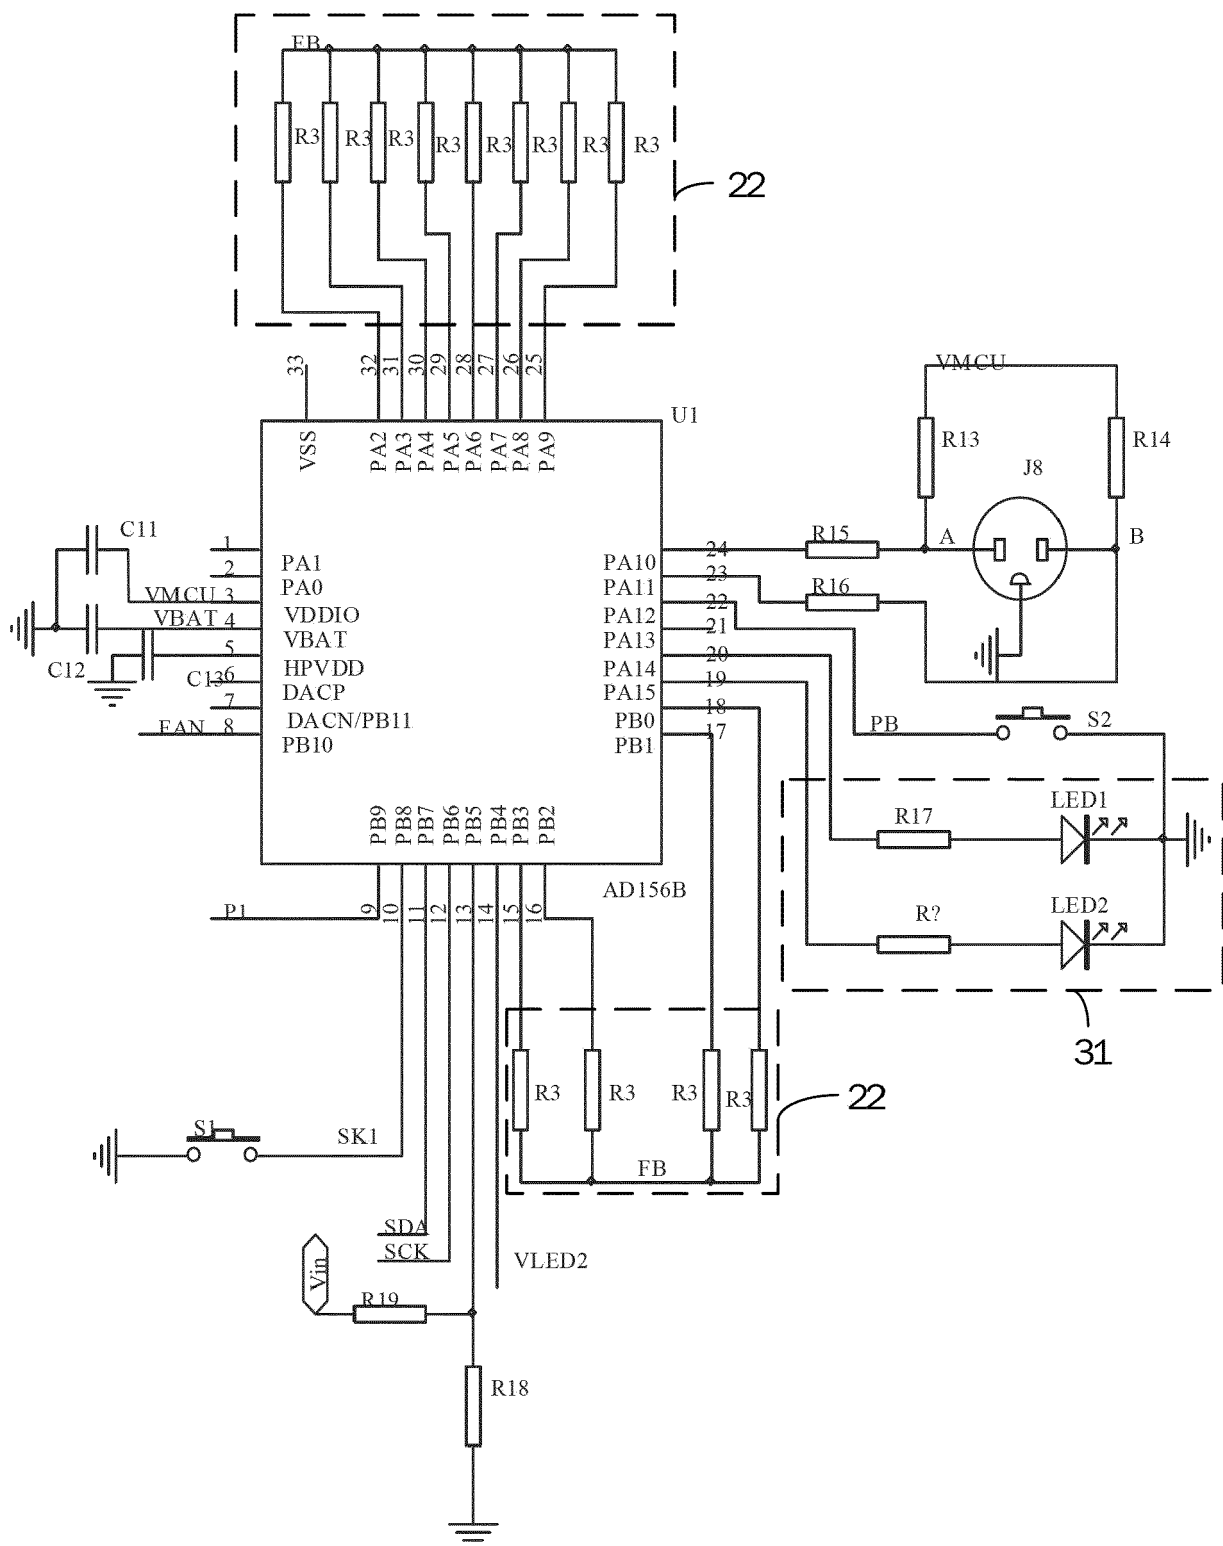 FB
R3 R3 R3 R3 R3 R3 R3 R3
22
33 32 31 30 29 28 27 26 25
VMCU
U1
VSS PA2 PA3 PA4 PA5 PA6 PA7 PA8 PA9
R13 R14
J8
C11
1 PA1
2 PA0
VMCU 3 VDDIO
VBAT 4 VBAT
5 HPVDD
C12
C13 6 DACP
7 DACN/PB11
FAN 8 PB10
PA10 24 R15 A B
PA11 23 R16
PA12 22
PA13 21
PA14 20
PA15 19
PB0 18
PB1 17
PB S2
PB9 PB8 PB7 PB6 PB5 PB4 PB3 PB2
R17 LED1
AD156B
P1 9 10 11 12 13 14 15 16
R? LED2
31
R3 R3 R3 R3
22
S1 SK1
FB
SDA
SCK
VLED2
Vin
R19
R18